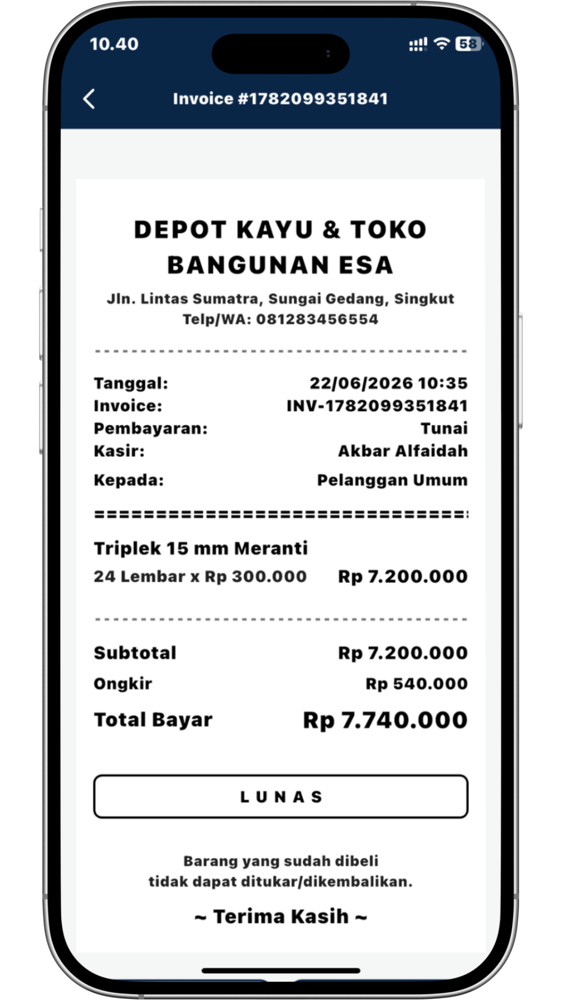 10.40
58
Invoice #1782099351841
DEPOT KAYU & TOKO
BANGUNAN ESA
Jln. Lintas Sumatra, Sungai Gedang, Singkut
Telp/WA: 081283456554
----------------------------------------
Tanggal: 22/06/2026 10:35
Invoice: INV-1782099351841
Pembayaran: Tunai
Kasir: Akbar Alfaidah
Kepada: Pelanggan Umum
==============================
Triplek 15 mm Meranti
24 Lembar x Rp 300.000 Rp 7.200.000
----------------------------------------
Subtotal Rp 7.200.000
Ongkir Rp 540.000
Total Bayar Rp 7.740.000
LUNAS
Barang yang sudah dibeli
tidak dapat ditukar/dikembalikan.
~ Terima Kasih ~